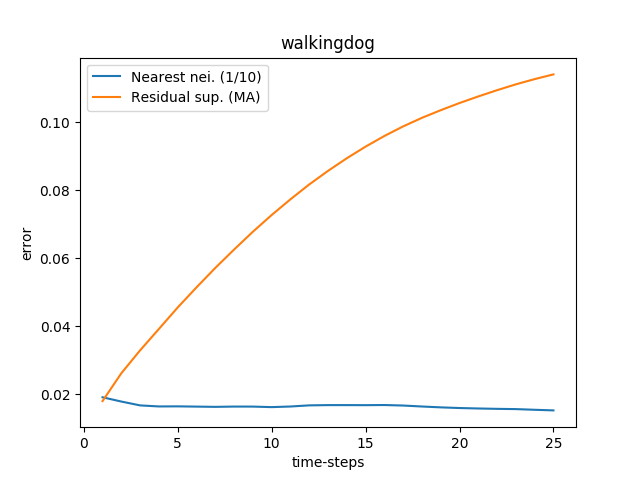 walkingdog
Nearest nei. (1/10)
Residual sup. (MA)
0.10
0.08
0.06
0.04
0.02
error
0 5 10 15 20 25
time-steps